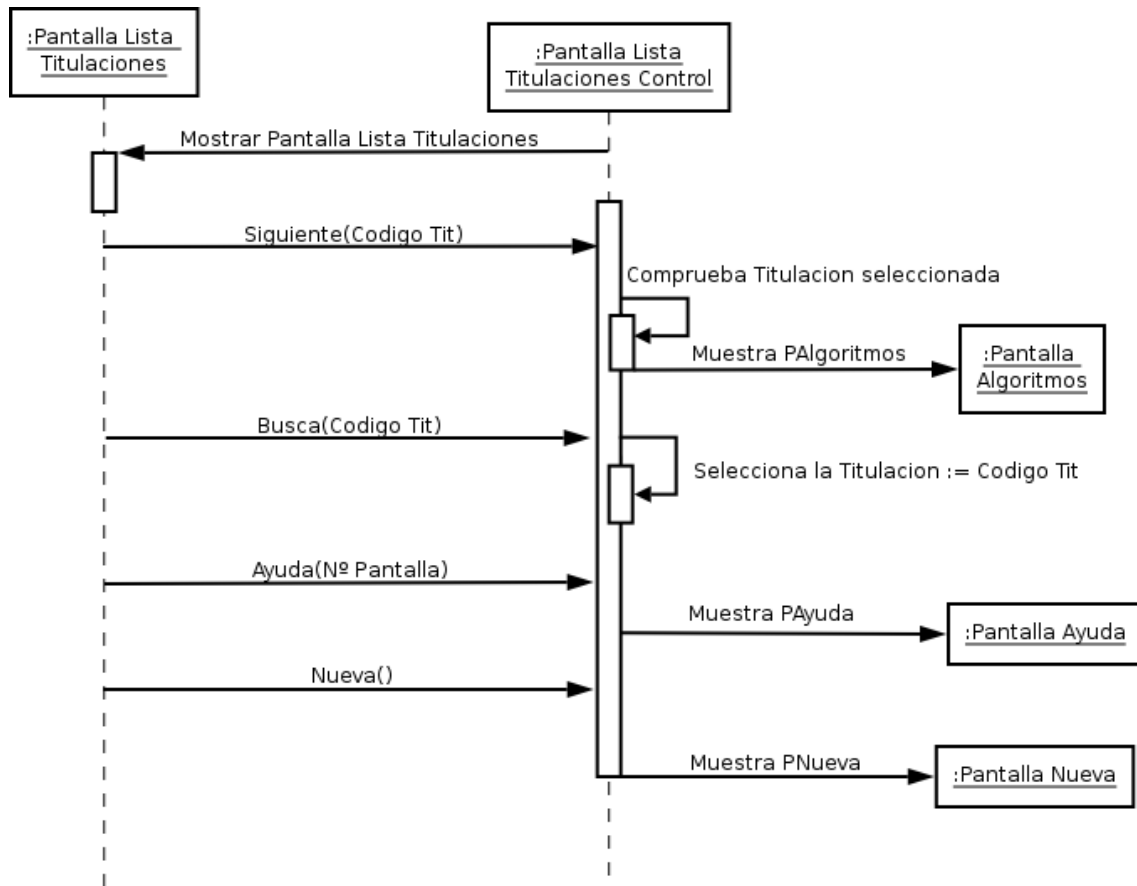 :Pantalla Lista
Titulaciones
:Pantalla Lista
Titulaciones Control
Mostrar Pantalla Lista Titulaciones
Siguiente(Codigo Tit)
Comprueba Titulacion seleccionada
Muestra PAlgoritmos
:Pantalla
Algoritmos
Busca(Codigo Tit)
Selecciona la Titulacion := Codigo Tit
Ayuda(Nº Pantalla)
Muestra PAyuda
:Pantalla Ayuda
Nueva()
Muestra PNueva
:Pantalla Nueva